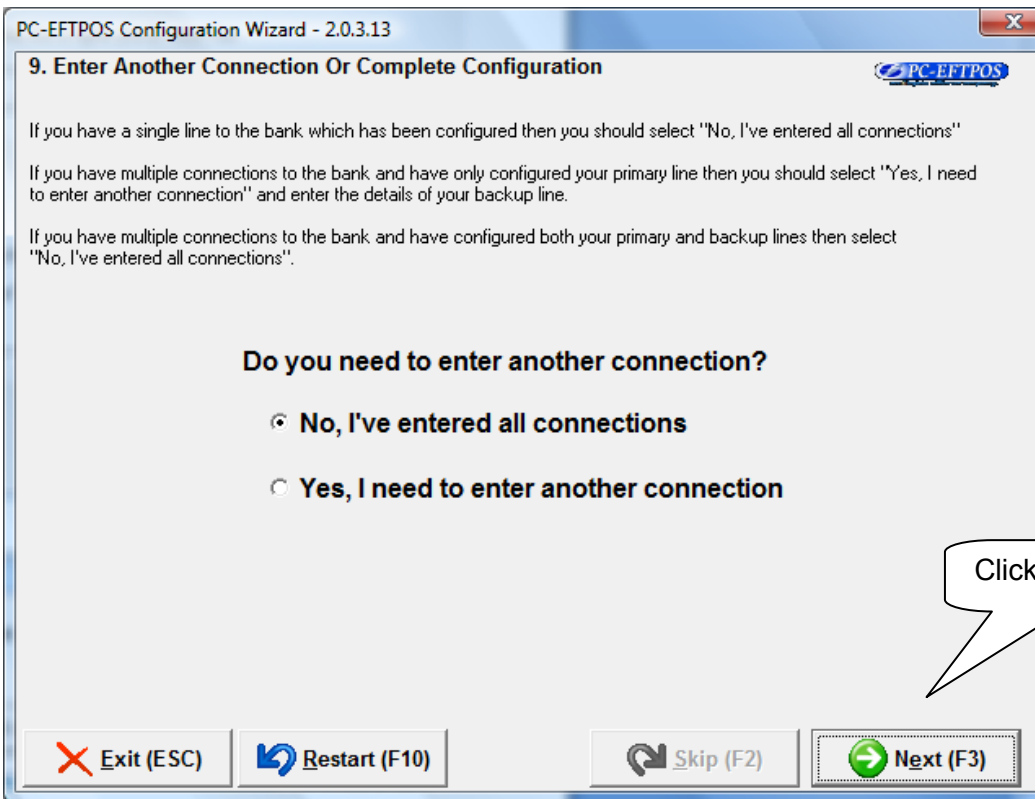 PC-EFTPOS Configuration Wizard - 2.0.3.13
9. Enter Another Connection Or Complete Configuration
PC-EFTPOS
If you have a single line to the bank which has been configured then you should select "No, I've entered all connections"
If you have multiple connections to the bank and have only configured your primary line then you should select "Yes, I need
to enter another connection" and enter the details of your backup line.
If you have multiple connections to the bank and have configured both your primary and backup lines then select
"No, I've entered all connections".
Do you need to enter another connection?
No, I've entered all connections
Yes, I need to enter another connection
Click
Exit (ESC)
Restart (F10)
Skip (F2)
Next (F3)